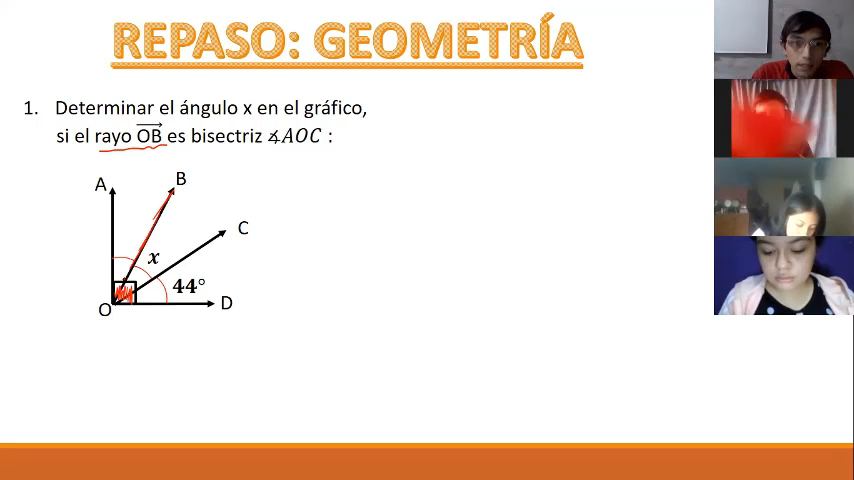 REPASO: GEOMETRÍA
1. Determinar el ángulo x en el gráfico,
si el rayo OB es bisectriz ∡AOC :
A
B
C
x
44°
O
D